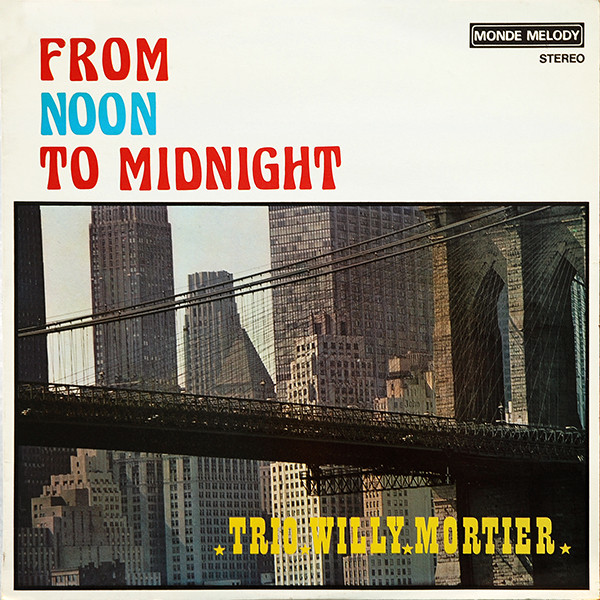 MONDE MELODY
STEREO
FROM
NOON
TO MIDNIGHT
★TRIO★WILLY★MORTIER★